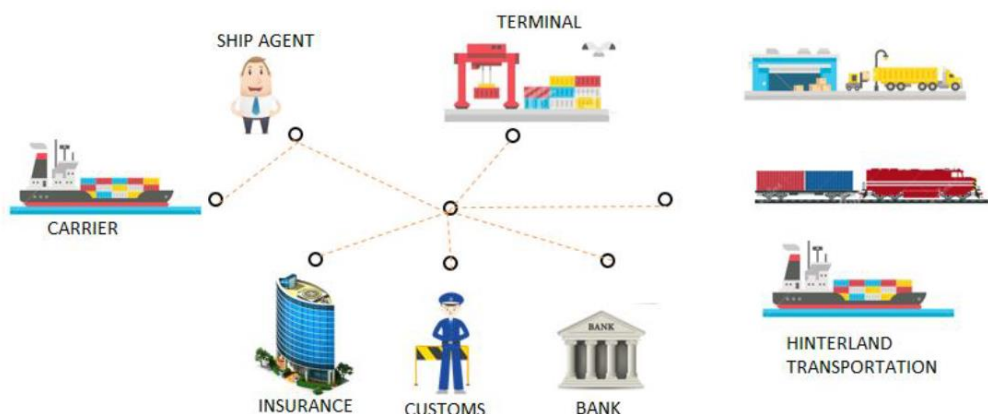 TERMINAL
SHIP AGENT
CARRIER
HINTERLAND
TRANSPORTATION
BANK
INSURANCE
CUSTOMS
BANK